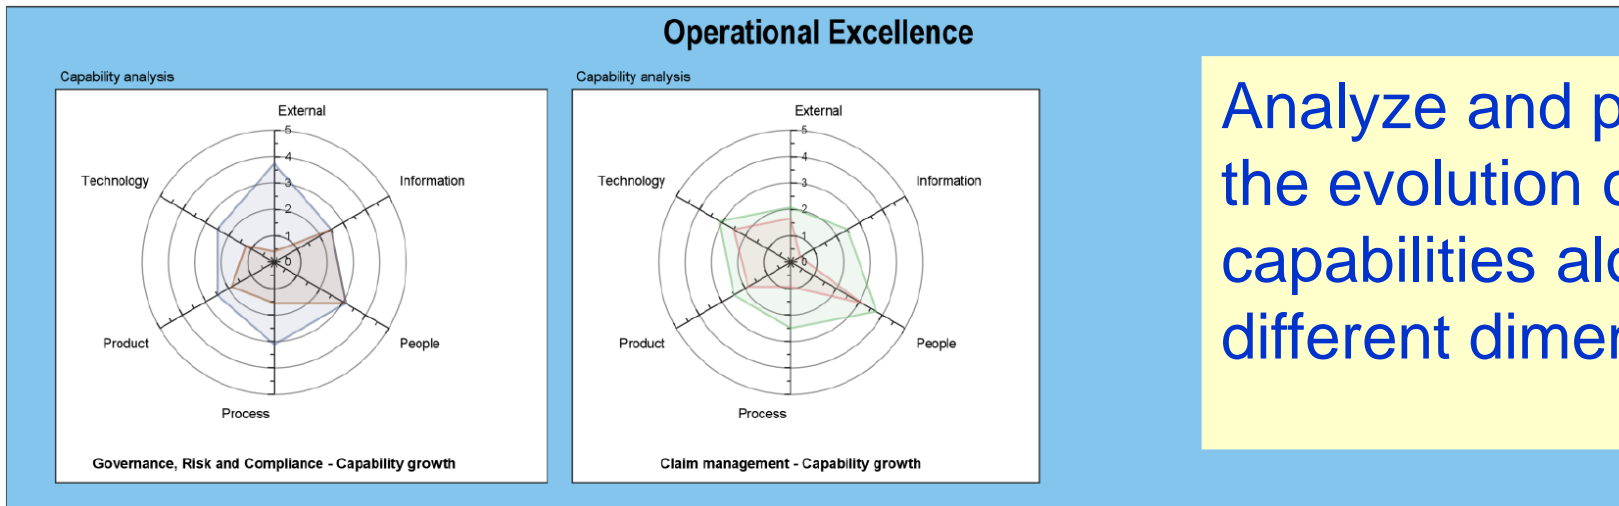 Operational Excellence
Capability analysis
External
5
4
3
2
1
0
Technology
Information
Product
People
Process
Governance, Risk and Compliance - Capability growth
Capability analysis
External
5
4
3
2
1
0
Technology
Information
Product
People
Process
Claim management - Capability growth
Analyze and
the evolution
capabilities
different